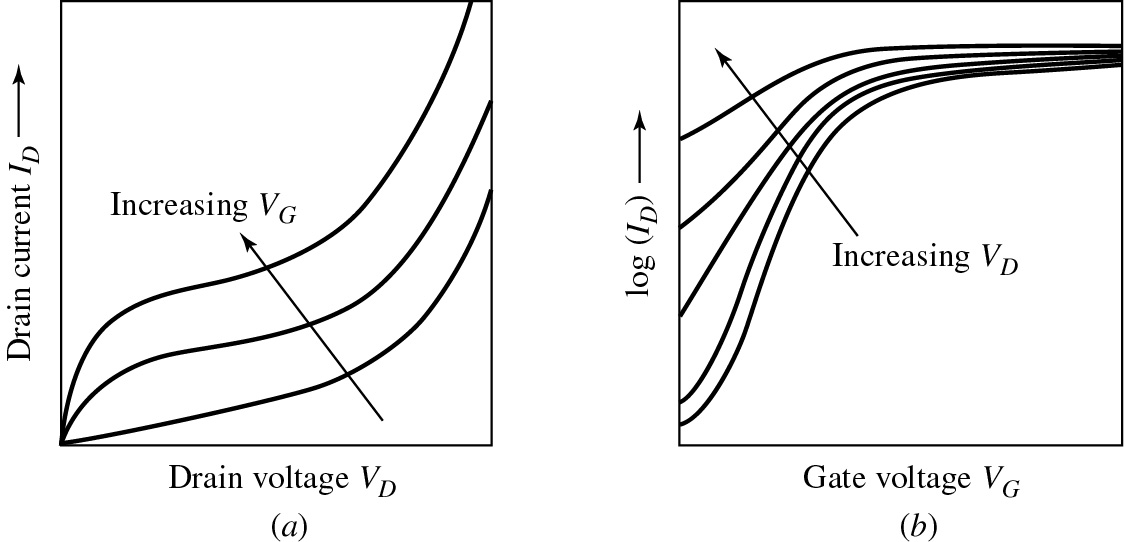 Drain current I_D
Increasing V_G
Drain voltage V_D
(a)
log (I_D)
Increasing V_D
Gate voltage V_G
(b)